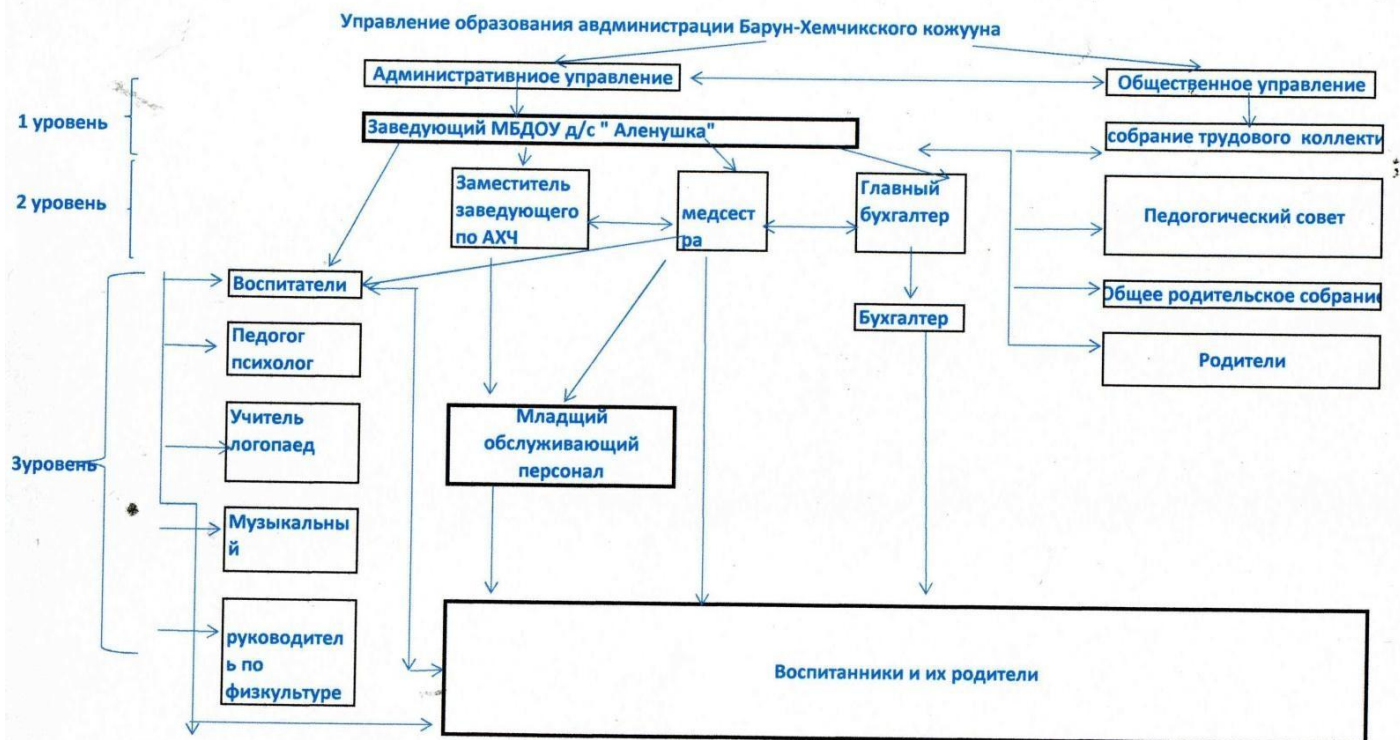 Управление образования авдминистрации Барун-Хемчикского кожууна
Административниое управление
Общественное управление
1 уровень
Заведующий МБДОУ д/с " Аленушка"
собрание трудового коллекти
2 уровень
Заместитель
заведующего
по АХЧ
медсест
ра
Главный
бухгалтер
Педогогический совет
Воспитатели
Общее родительское собрание
Бухгалтер
Педогог
психолог
Родители
Учитель
логопаед
Младщий
обслуживающий
персонал
3уровень
Музыкальны
й
руководител
ь по
физкультуре
Воспитанники и их родители